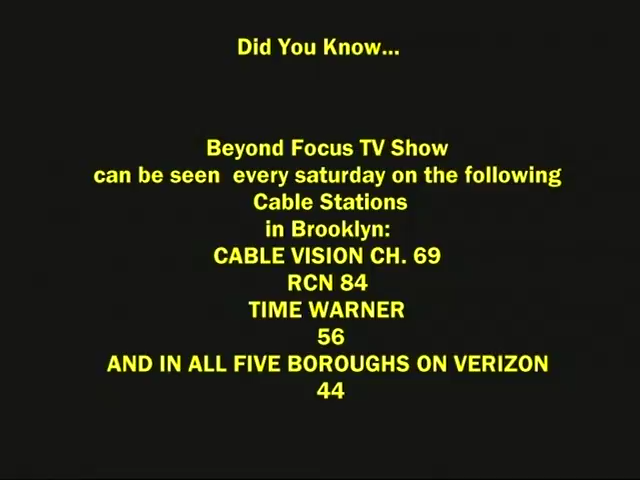 Did You Know...
Beyond Focus TV Show
can be seen  every saturday on the following
Cable Stations
in Brooklyn:
CABLE VISION CH. 69
RCN 84
TIME WARNER
56
AND IN ALL FIVE BOROUGHS ON VERIZON
44